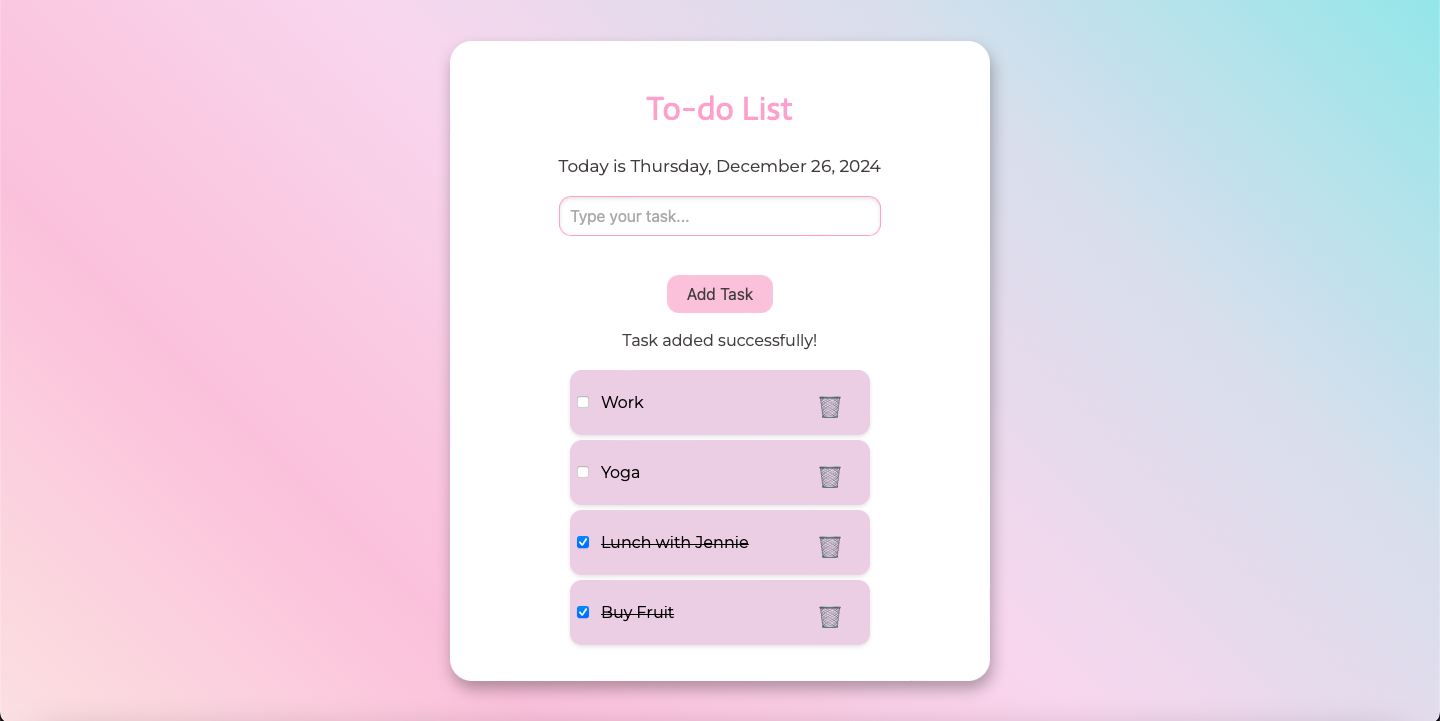 To-do List
Today is Thursday, December 26, 2024
Type your task...
Add Task
Task added successfully!
Work
Yoga
Lunch with Jennie
Buy Fruit